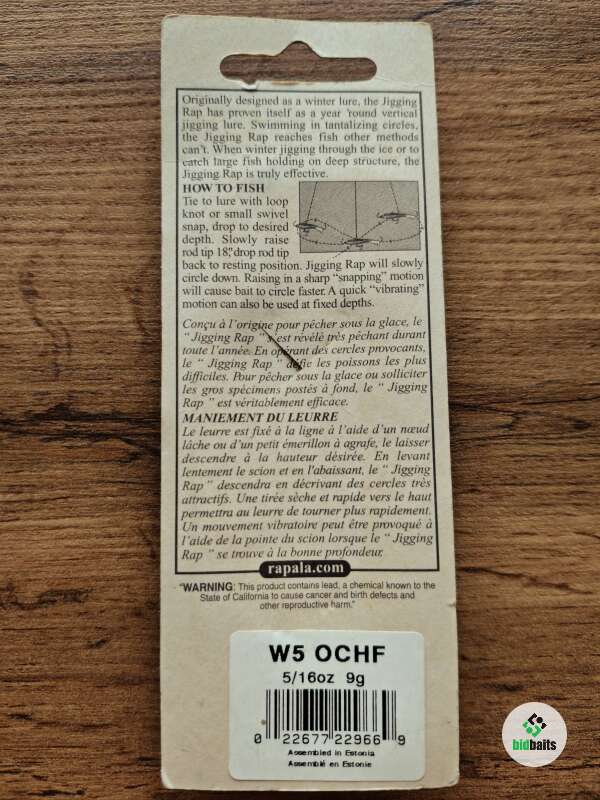 Originally designed as a winter lure, the Jigging
Rap has proven itself as a year 'round vertical
jigging lure. Swimming in tantalizing circles,
the Jigging Rap reaches fish other methods
can't. When winter jigging through the ice or to
catch large fish holding on deep structure, the
Jigging Rap is truly effective.
HOW TO FISH
Tie to lure with loop
knot or small swivel
snap, drop to desired
depth. Slowly raise
rod tip 18", drop rod tip
back to resting position. Jigging Rap will slowly
circle down. Raising in a sharp “snapping” motion
will cause bait to circle faster. A quick “vibrating”
motion can also be used at fixed depths.
Conçu à l'origine pour pêcher sous la glace, le
“ Jigging Rap ” s'est révélé très pêchant durant
toute l'année. En opérant des cercles provocants,
le “ Jigging Rap ” défie les poissons les plus
difficiles. Pour pêcher sous la glace ou solliciter
les gros spécimens postés à fond, le “ Jigging
Rap ” est véritablement efficace.
MANIEMENT DU LEURRE
Le leurre est fixé à la ligne à l'aide d'un nœud
lâche ou d'un petit émerillon à agrafe, le laisser
descendre à la hauteur désirée. En levant
lentement le scion et en l'abaissant, le “ Jigging
Rap ” descendra en décrivant des cercles très
attractifs. Une tirée sèche et rapide vers le haut
permettra au leurre de tourner plus rapidement.
Un mouvement vibratoire peut être provoqué à
l'aide de la pointe du scion lorsque le “ Jigging
Rap ” se trouve à la bonne profondeur.
rapala.com
“WARNING: This product contains lead, a chemical known to the
State of California to cause cancer and birth defects and
other reproductive harm.”
W5 OCHF
5/16oz 9g
0 22677 22966 9
Assembled in Estonia
Assemblé en Estonie
bidbaits